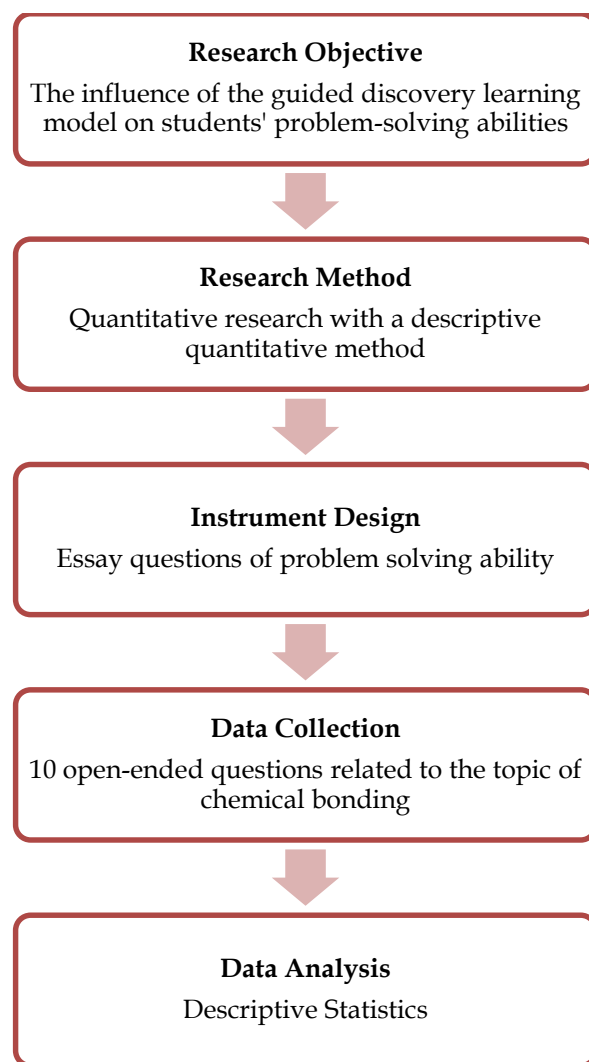 Research Objective
The influence of the guided discovery learning
model on students' problem-solving abilities
Research Method
Quantitative research with a descriptive
quantitative method
Instrument Design
Essay questions of problem solving ability
Data Collection
10 open-ended questions related to the topic of
chemical bonding
Data Analysis
Descriptive Statistics